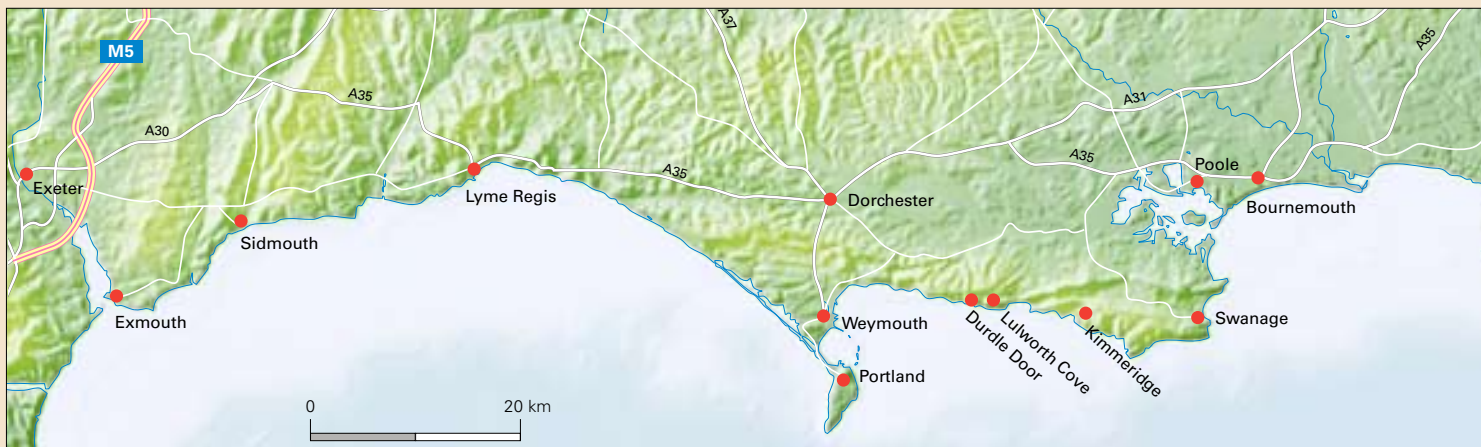 M5
A37
A35
A35
A31
A30
A35
A35
Poole
Exeter
Lyme Regis
Dorchester
Bournemouth
Sidmouth
Exmouth
Weymouth
Durdle Door
Lulworth Cove
Kimmeridge
Swanage
Portland
0
20 km